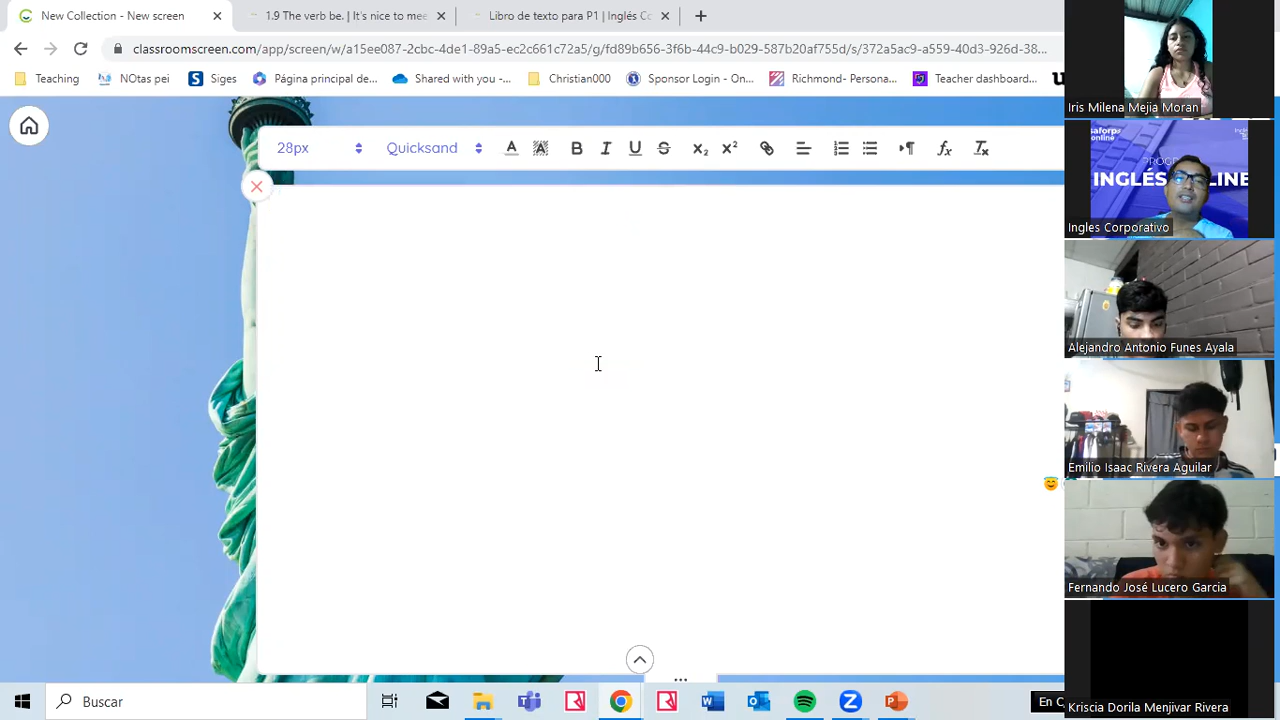 New Collection - New screen
1.9 The verb be. | It's nice to mee
Libro de texto para P1 | Inglés Co
classroomscreen.com/app/screen/w/a15ee087-2cbc-4de1-89a5-ec2c661c72a5/g/fd89b656-3f6b-44c9-b029-587b20af755d/s/372a5ac9-a559-40d3-926d-38...
Teaching
NOtas pei
Siges
Página principal de...
Shared with you -...
Christian000
Sponsor Login - On...
Richmond- Persona...
Teacher dashboard...
28px
Quicksand
Iris Milena Mejia Moran
saforp
online
INGLÉS
LINE
Ingles Corporativo
Alejandro Antonio Funes Ayala
Emilio Isaac Rivera Aguilar
Fernando José Lucero Garcia
Kriscia Dorila Menjivar Rivera
Buscar
En C